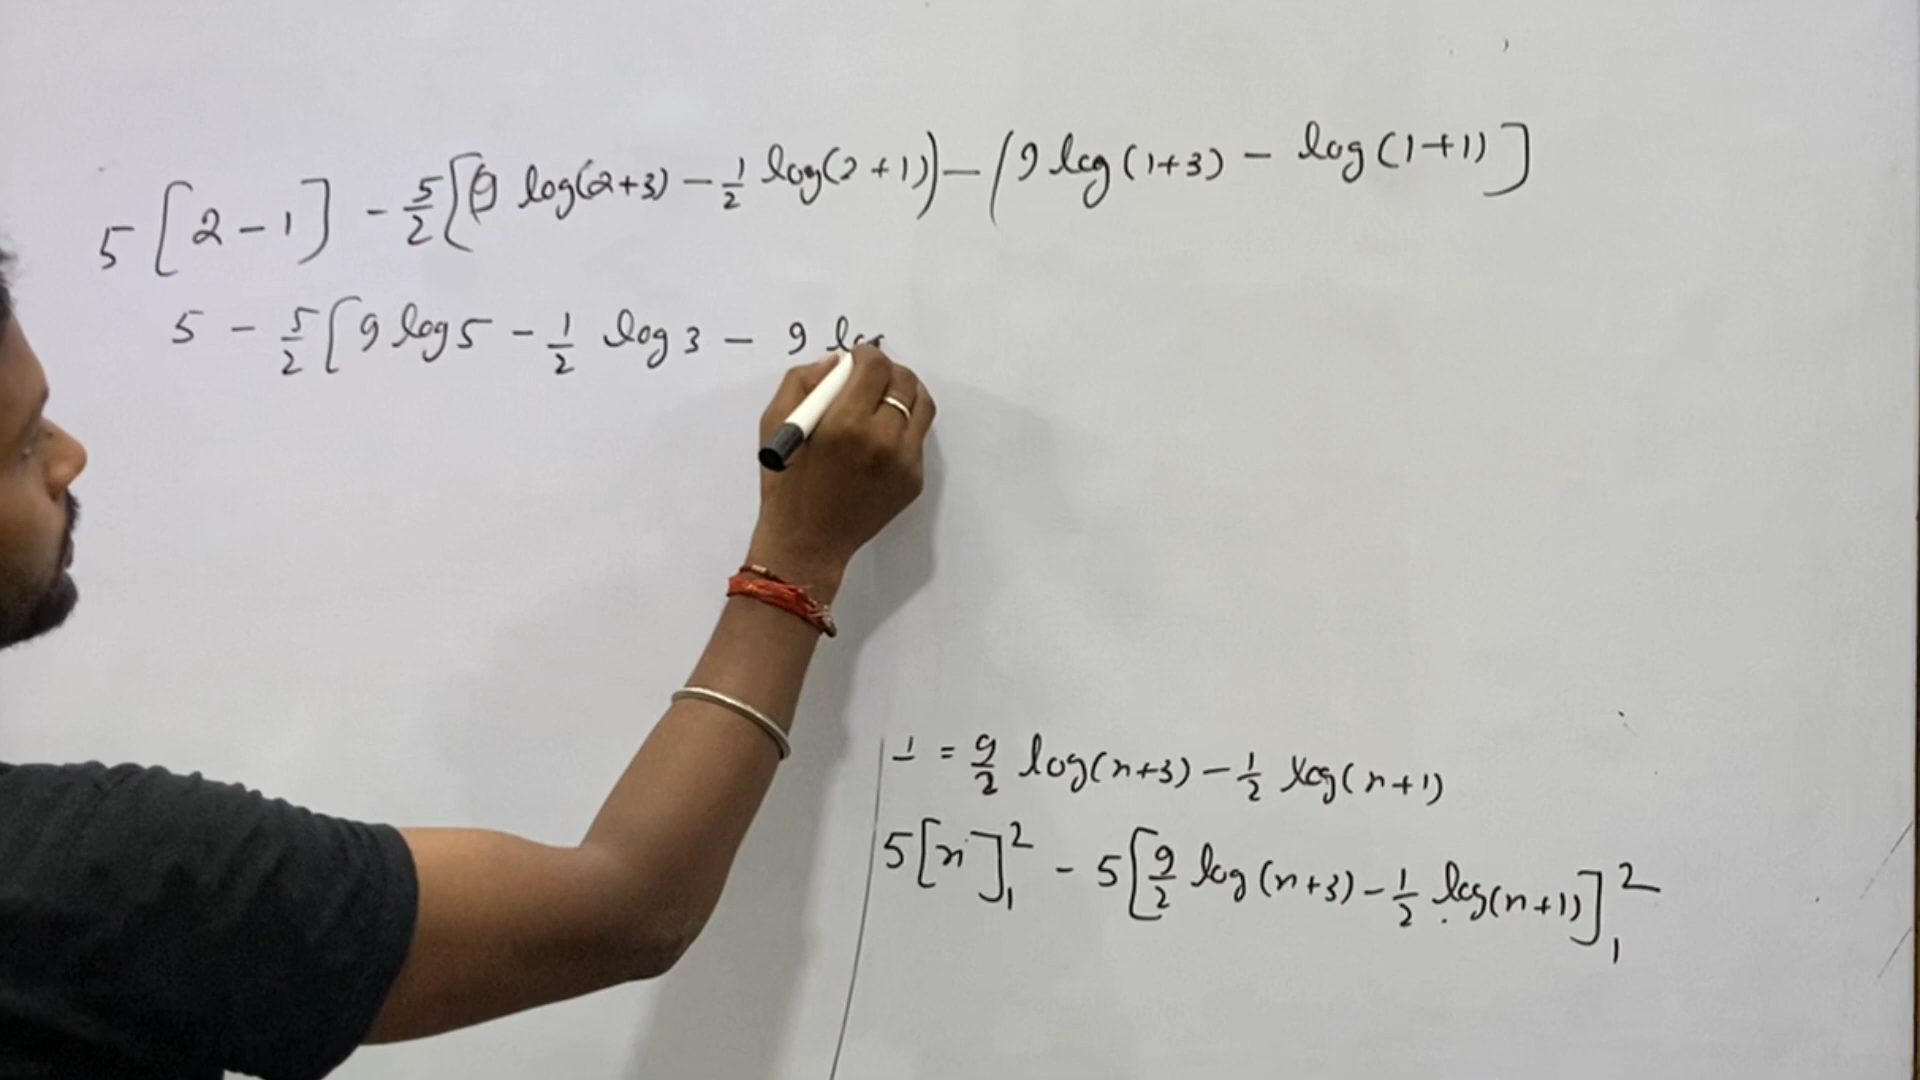 5 [2-1] - 5/2 [(9 log(2+3) - 1/2 log(2+1)) - (9 log(1+3) - log(1+1)]
5 - 5/2 [9 log 5 - 1/2 log 3 - 9 log
I = 9/2 log(x+3) - 1/2 log(x+1)
5[x]₁² - 5[9/2 log(x+3) - 1/2 log(x+1)]₁²